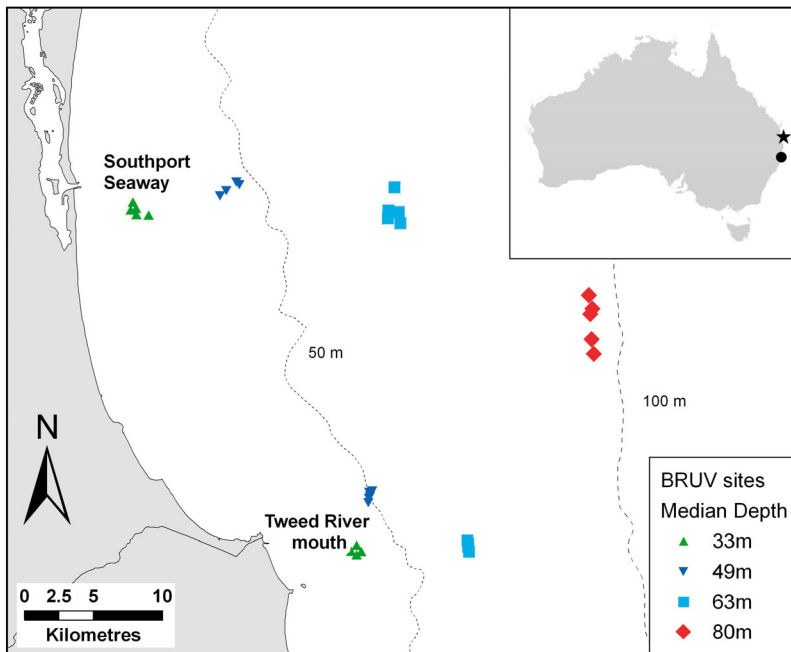 Southport
Seaway
50 m
100 m
N
Tweed River
mouth
0 2.5 5 10
Kilometres
BRUV sites
Median Depth
33m
49m
63m
80m